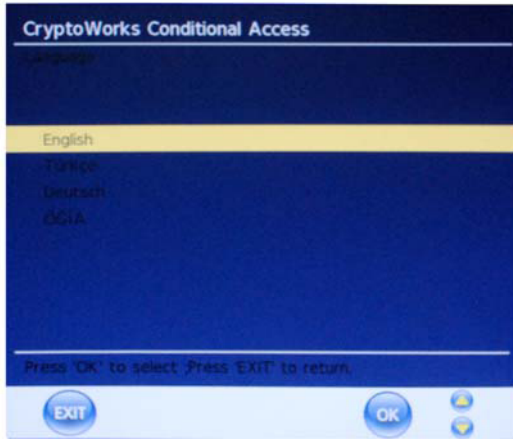 CryptoWorks Conditional Access
Language
English
Türkçe
Deutsch
Press 'OK' to select ,Press 'EXIT' to return.
EXIT
OK